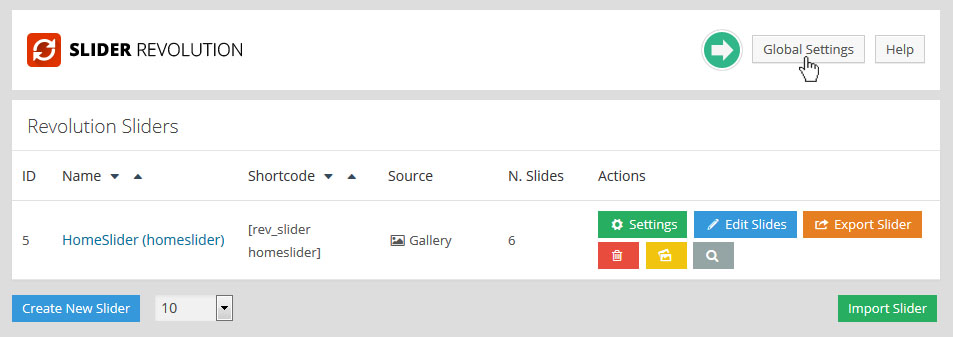 SLIDER REVOLUTION
Global Settings
Help
Revolution Sliders
ID Name Shortcode Source N. Slides Actions
5 HomeSlider (homeslider) [rev_slider homeslider] Gallery 6 Settings Edit Slides Export Slider
Create New Slider 10 Import Slider